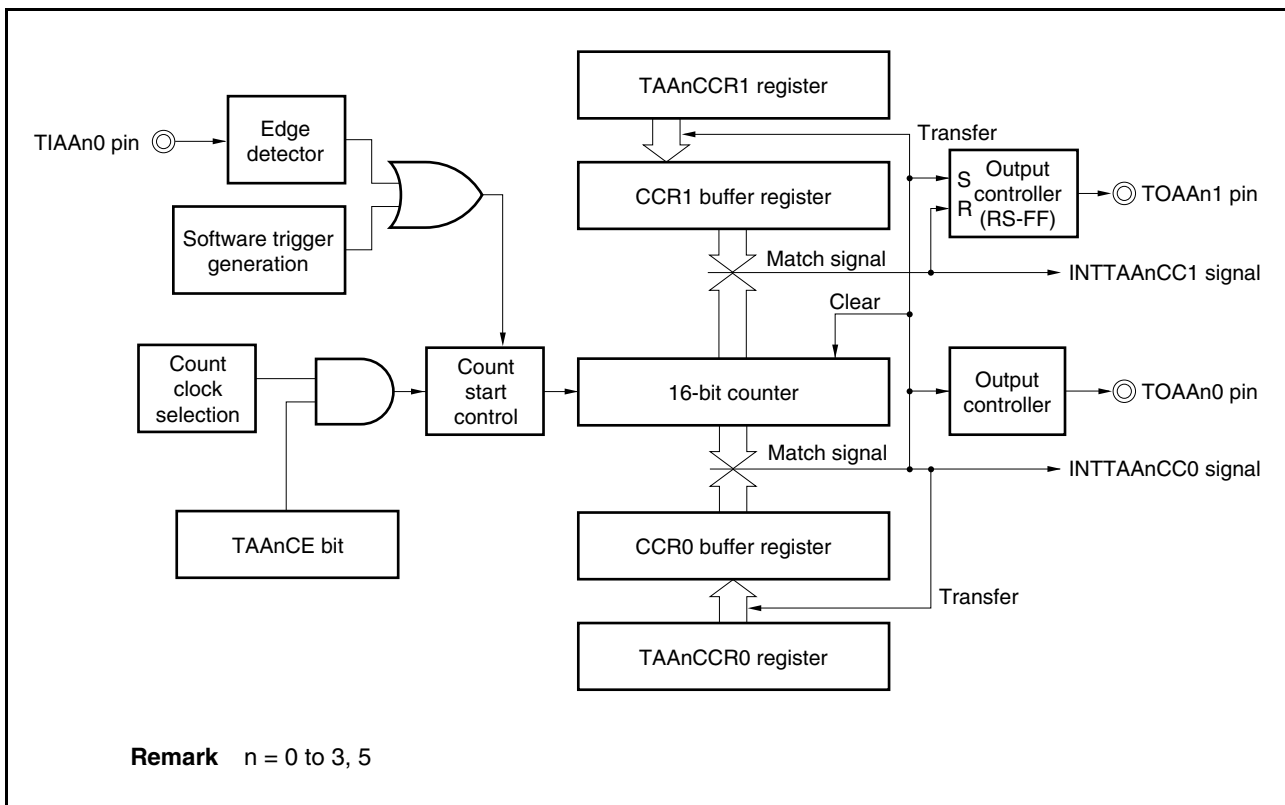 TAAnCCR1 register
TIAAn0 pin
Edge
detector
Transfer
CCR1 buffer register
S
R
Output
controller
(RS-FF)
TOAAn1 pin
Software trigger
generation
Match signal
INTTAAnCC1 signal
Clear
Count
clock
selection
Count
start
control
16-bit counter
Output
controller
TOAAn0 pin
Match signal
INTTAAnCC0 signal
TAAnCE bit
CCR0 buffer register
Transfer
TAAnCCR0 register
Remark n = 0 to 3, 5